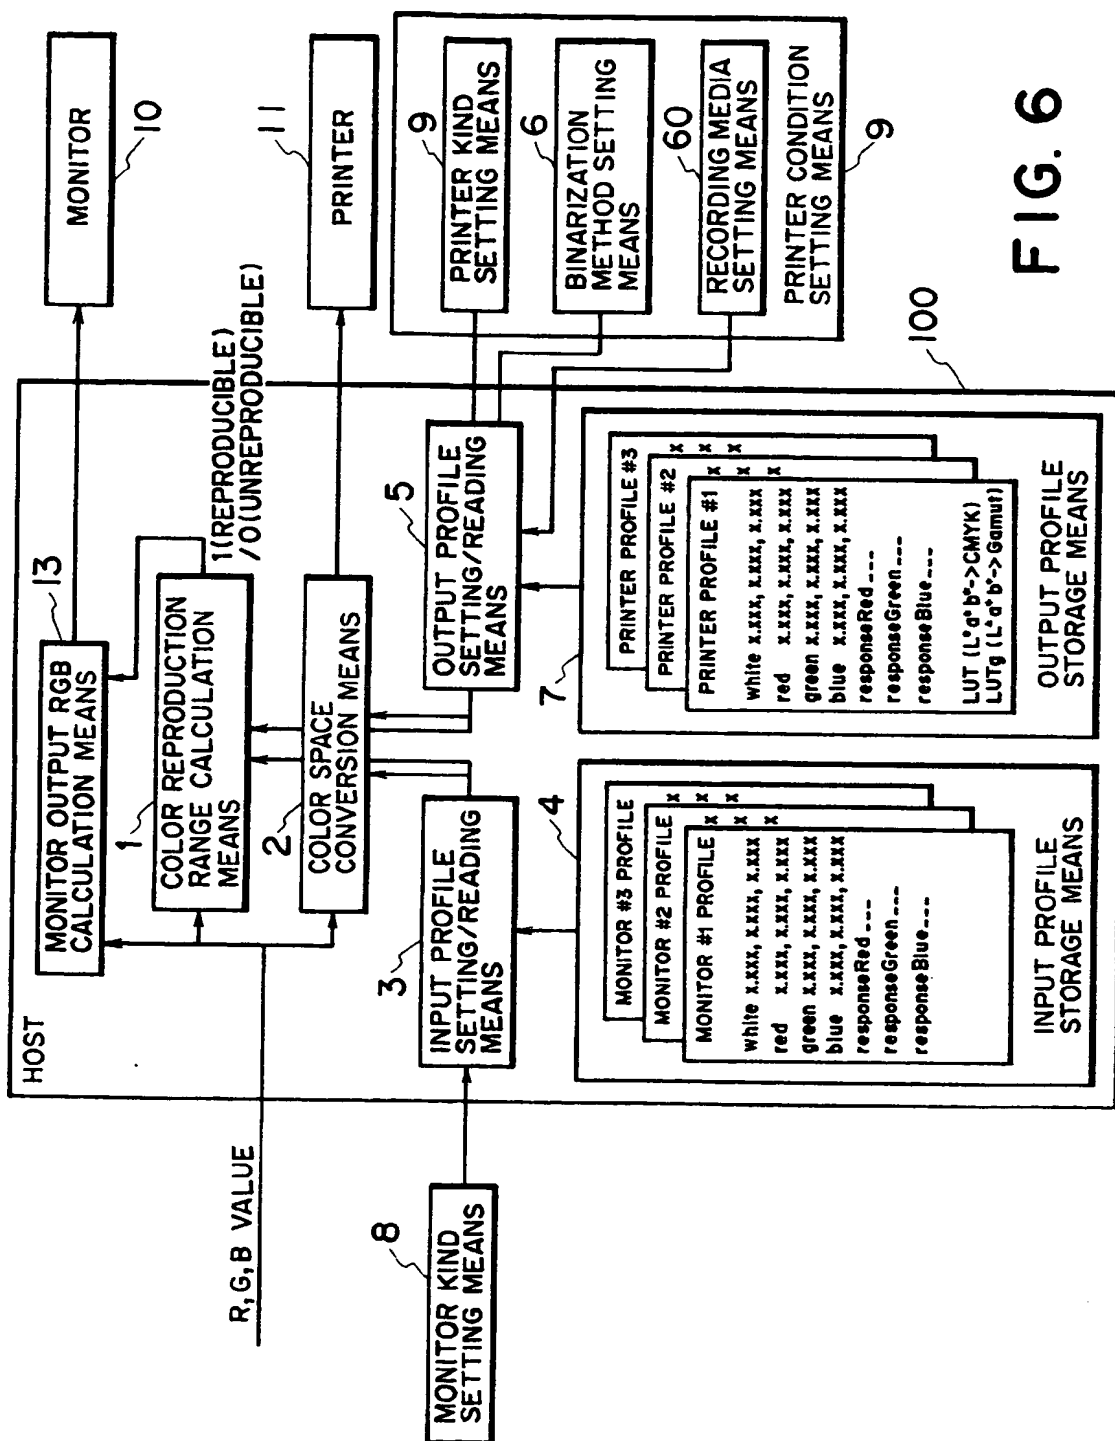 HOST
R, G, B VALUE
13
MONITOR OUTPUT RGB
CALCULATION MEANS
MONITOR
10
1
COLOR REPRODUCTION
RANGE CALCULATION
MEANS
1(REPRODUCIBLE)
/0(UNREPRODUCIBLE)
2
COLOR SPACE
CONVERSION MEANS
11
PRINTER
8
MONITOR KIND
SETTING MEANS
3
INPUT PROFILE
SETTING/READING
MEANS
5
OUTPUT PROFILE
SETTING/READING
MEANS
9
PRINTER KIND
SETTING MEANS
6
BINARIZATION
METHOD SETTING
MEANS
60
RECORDING MEDIA
SETTING MEANS
PRINTER CONDITION
SETTING MEANS
9
4
MONITOR #3 PROFILE
MONITOR #2 PROFILE
x
x
x
MONITOR #1 PROFILE
x
x
x
white x.xxx, x.xxx, x.xxx
red x.xxx, x.xxx, x.xxx
green x.xxx, x.xxx, x.xxx
blue x.xxx, x.xxx, x.xxx
responseRed---
responseGreen---
responseBlue---
INPUT PROFILE
STORAGE MEANS
7
PRINTER PROFILE #3
PRINTER PROFILE #2
x
x
x
PRINTER PROFILE #1
x
x
x
white x.xxx, x.xxx, x.xxx
red x.xxx, x.xxx, x.xxx
green x.xxx, x.xxx, x.xxx
blue x.xxx, x.xxx, x.xxx
responseRed---
responseGreen---
responseBlue---
LUT (L*a*b*->CMYK)
LUTg (L*a*b*->Gamut)
OUTPUT PROFILE
STORAGE MEANS
100
FIG. 6